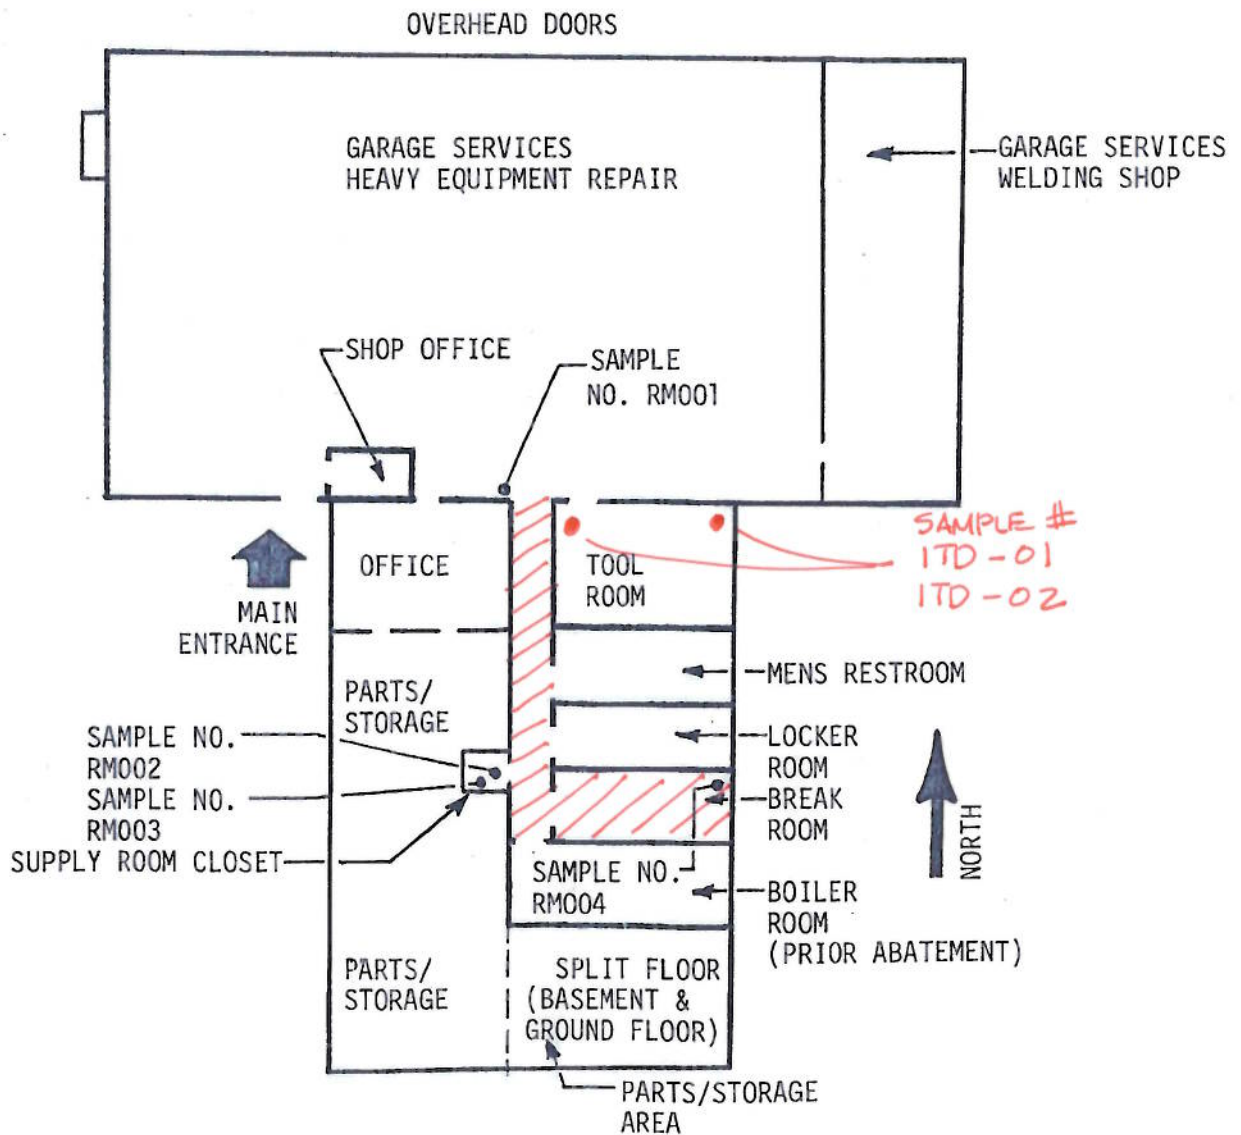 OVERHEAD DOORS
GARAGE SERVICES
HEAVY EQUIPMENT REPAIR
GARAGE SERVICES
WELDING SHOP
SHOP OFFICE
SAMPLE
NO. RM001
OFFICE
TOOL
ROOM
SAMPLE #
ITD-01
ITD-02
MAIN
ENTRANCE
MENS RESTROOM
PARTS/
STORAGE
SAMPLE NO.
RM002
SAMPLE NO.
RM003
SUPPLY ROOM CLOSET
LOCKER
ROOM
BREAK
ROOM
NORTH
SAMPLE NO.
RM004
BOILER
ROOM
(PRIOR ABATEMENT)
PARTS/
STORAGE
SPLIT FLOOR
(BASEMENT &
GROUND FLOOR)
PARTS/STORAGE
AREA